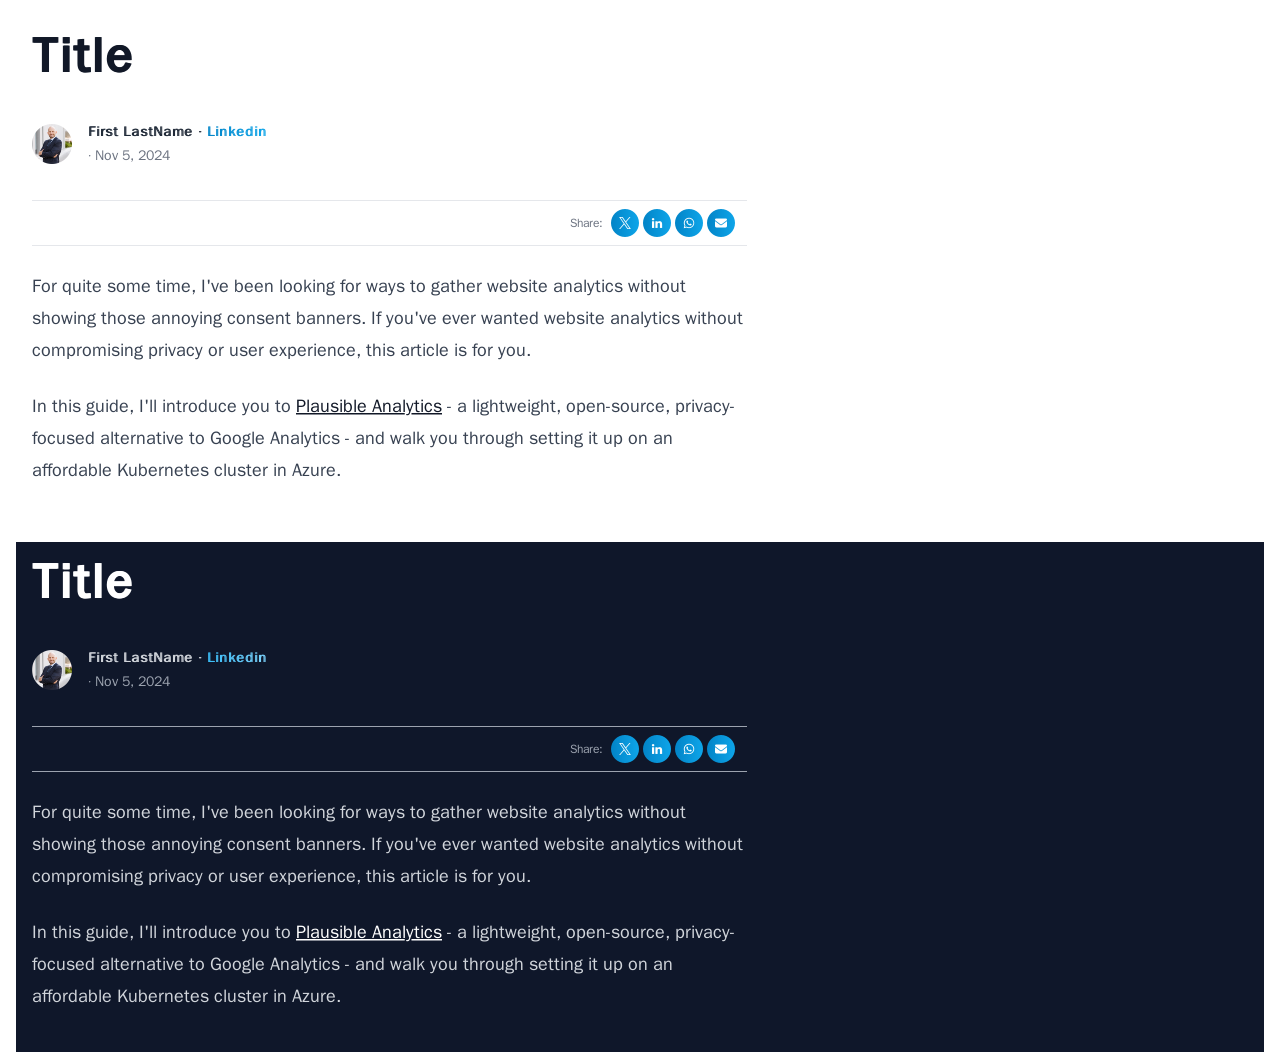 Title
First LastName · Linkedin
· Nov 5, 2024
Share:
For quite some time, I've been looking for ways to gather website analytics without
showing those annoying consent banners. If you've ever wanted website analytics without
compromising privacy or user experience, this article is for you.
In this guide, I'll introduce you to Plausible Analytics - a lightweight, open-source, privacy-
focused alternative to Google Analytics - and walk you through setting it up on an
affordable Kubernetes cluster in Azure.
Title
First LastName · Linkedin
· Nov 5, 2024
Share:
For quite some time, I've been looking for ways to gather website analytics without
showing those annoying consent banners. If you've ever wanted website analytics without
compromising privacy or user experience, this article is for you.
In this guide, I'll introduce you to Plausible Analytics - a lightweight, open-source, privacy-
focused alternative to Google Analytics - and walk you through setting it up on an
affordable Kubernetes cluster in Azure.